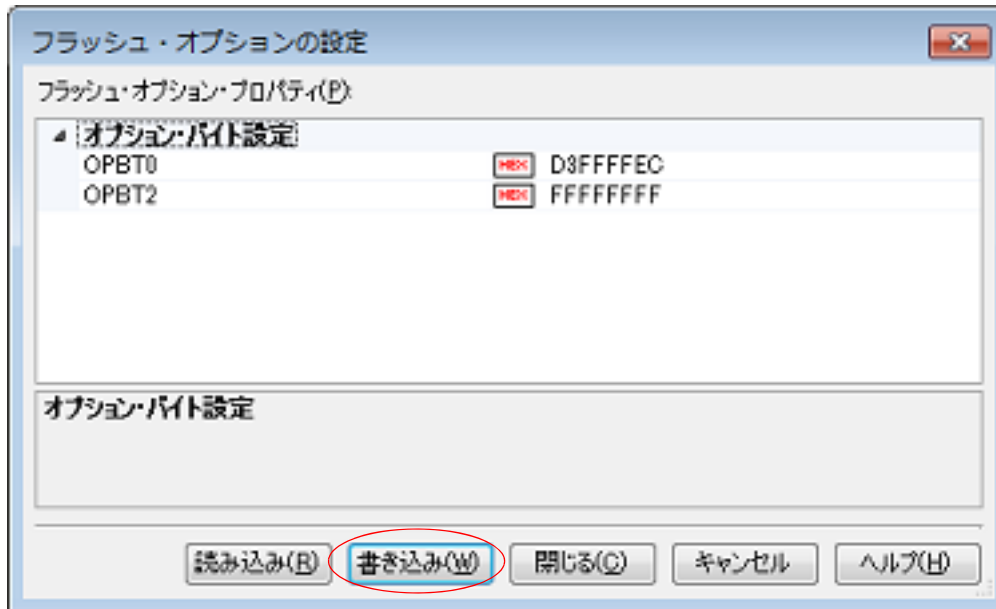 フラッシュ・オプションの設定
フラッシュ・オプション・プロパティ(P):
オプション・バイト設定
OPBT0 HEX D3FFFFEC
OPBT2 HEX FFFFFFFF
オプション・バイト設定
読み込み(R) 書き込み(W) 閉じる(C) キャンセル ヘルプ(H)